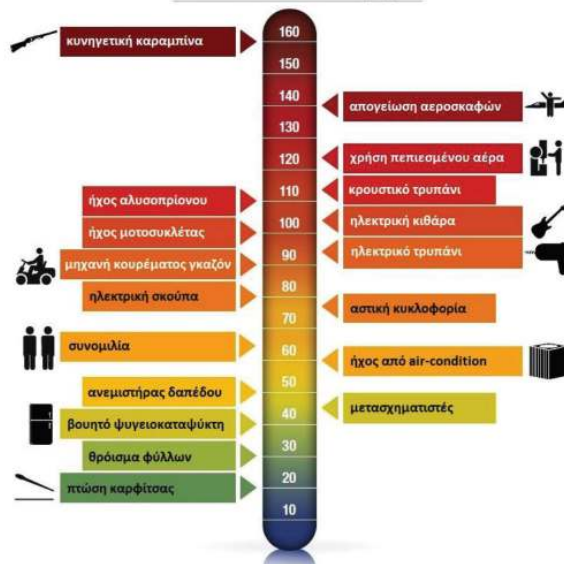 κυνηγετική καραμπίνα
160
150
140
απογείωση αεροσκαφών
130
120
χρήση πεπιεσμένου αέρα
110
κρουστικό τρυπάνι
ήχος αλυσοπρίονου
100
ηλεκτρική κιθάρα
ήχος μοτοσυκλέτας
90
ηλεκτρικό τρυπάνι
μηχανή κουρέματος γκαζόν
80
ηλεκτρική σκούπα
αστική κυκλοφορία
70
συνομιλία
60
ήχος από air-condition
50
ανεμιστήρας δαπέδου
40
μετασχηματιστές
βουητό ψυγειοκαταψύκτη
30
θρόισμα φύλλων
20
πτώση καρφίτσας
10